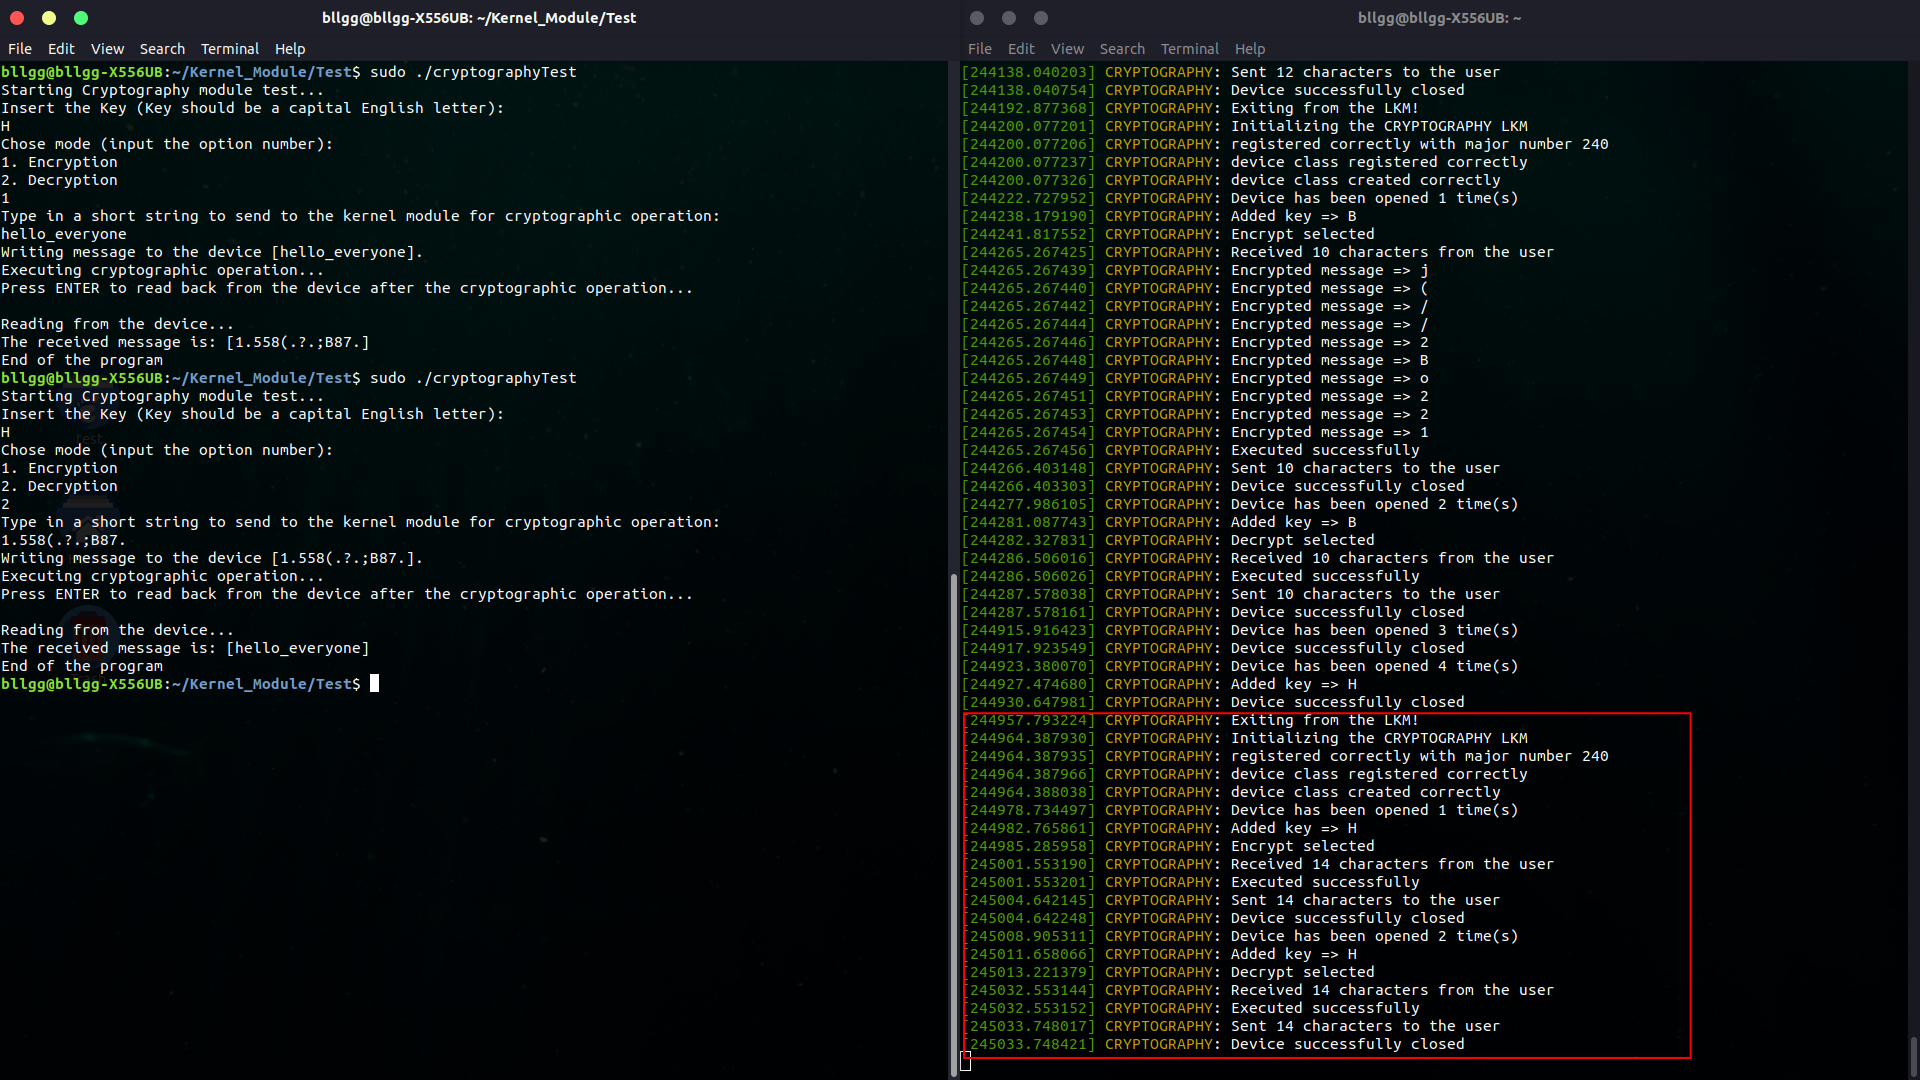 bllgg@bllgg-X556UB: ~/Kernel_Module/Test
File Edit View Search Terminal Help
bllgg@bllgg-X556UB:~/Kernel_Module/Test$ sudo ./cryptographyTest
Starting Cryptography module test...
Insert the Key (Key should be a capital English letter):
H
Chose mode (input the option number):
1. Encryption
2. Decryption
1
Type in a short string to send to the kernel module for cryptographic operation:
hello_everyone
Writing message to the device [hello_everyone].
Executing cryptographic operation...
Press ENTER to read back from the device after the cryptographic operation...
Reading from the device...
The received message is: [1.558(.?.;B87.]
End of the program
bllgg@bllgg-X556UB:~/Kernel_Module/Test$ sudo ./cryptographyTest
Starting Cryptography module test...
Insert the Key (Key should be a capital English letter):
H
Chose mode (input the option number):
1. Encryption
2. Decryption
2
Type in a short string to send to the kernel module for cryptographic operation:
1.558(.?.;B87.
Writing message to the device [1.558(.?.;B87.].
Executing cryptographic operation...
Press ENTER to read back from the device after the cryptographic operation...
Reading from the device...
The received message is: [hello_everyone]
End of the program
bllgg@bllgg-X556UB:~/Kernel_Module/Test$
bllgg@bllgg-X556UB: ~
File Edit View Search Terminal Help
[244138.040203] CRYPTOGRAPHY: Sent 12 characters to the user
[244138.040754] CRYPTOGRAPHY: Device successfully closed
[244192.877368] CRYPTOGRAPHY: Exiting from the LKM!
[244200.077201] CRYPTOGRAPHY: Initializing the CRYPTOGRAPHY LKM
[244200.077206] CRYPTOGRAPHY: registered correctly with major number 240
[244200.077237] CRYPTOGRAPHY: device class registered correctly
[244200.077326] CRYPTOGRAPHY: device class created correctly
[244222.727952] CRYPTOGRAPHY: Device has been opened 1 time(s)
[244238.179190] CRYPTOGRAPHY: Added key => B
[244241.817552] CRYPTOGRAPHY: Encrypt selected
[244265.267425] CRYPTOGRAPHY: Received 10 characters from the user
[244265.267439] CRYPTOGRAPHY: Encrypted message => j
[244265.267440] CRYPTOGRAPHY: Encrypted message => (
[244265.267442] CRYPTOGRAPHY: Encrypted message => /
[244265.267444] CRYPTOGRAPHY: Encrypted message => /
[244265.267446] CRYPTOGRAPHY: Encrypted message => 2
[244265.267448] CRYPTOGRAPHY: Encrypted message => B
[244265.267449] CRYPTOGRAPHY: Encrypted message => o
[244265.267451] CRYPTOGRAPHY: Encrypted message => 2
[244265.267453] CRYPTOGRAPHY: Encrypted message => 2
[244265.267454] CRYPTOGRAPHY: Encrypted message => 1
[244265.267456] CRYPTOGRAPHY: Executed successfully
[244266.403148] CRYPTOGRAPHY: Sent 10 characters to the user
[244266.403303] CRYPTOGRAPHY: Device successfully closed
[244277.986105] CRYPTOGRAPHY: Device has been opened 2 time(s)
[244281.087743] CRYPTOGRAPHY: Added key => B
[244282.327831] CRYPTOGRAPHY: Decrypt selected
[244286.506016] CRYPTOGRAPHY: Received 10 characters from the user
[244286.506026] CRYPTOGRAPHY: Executed successfully
[244287.578038] CRYPTOGRAPHY: Sent 10 characters to the user
[244287.578161] CRYPTOGRAPHY: Device successfully closed
[244915.916423] CRYPTOGRAPHY: Device has been opened 3 time(s)
[244917.923549] CRYPTOGRAPHY: Device successfully closed
[244923.380070] CRYPTOGRAPHY: Device has been opened 4 time(s)
[244927.474680] CRYPTOGRAPHY: Added key => H
[244930.647981] CRYPTOGRAPHY: Device successfully closed
[244957.793224] CRYPTOGRAPHY: Exiting from the LKM!
[244964.387930] CRYPTOGRAPHY: Initializing the CRYPTOGRAPHY LKM
[244964.387935] CRYPTOGRAPHY: registered correctly with major number 240
[244964.387966] CRYPTOGRAPHY: device class registered correctly
[244964.388038] CRYPTOGRAPHY: device class created correctly
[244978.734497] CRYPTOGRAPHY: Device has been opened 1 time(s)
[244982.765861] CRYPTOGRAPHY: Added key => H
[244985.285958] CRYPTOGRAPHY: Encrypt selected
[245001.553190] CRYPTOGRAPHY: Received 14 characters from the user
[245001.553201] CRYPTOGRAPHY: Executed successfully
[245004.642145] CRYPTOGRAPHY: Sent 14 characters to the user
[245004.642248] CRYPTOGRAPHY: Device successfully closed
[245008.905311] CRYPTOGRAPHY: Device has been opened 2 time(s)
[245011.658066] CRYPTOGRAPHY: Added key => H
[245013.221379] CRYPTOGRAPHY: Decrypt selected
[245032.553144] CRYPTOGRAPHY: Received 14 characters from the user
[245032.553152] CRYPTOGRAPHY: Executed successfully
[245033.748017] CRYPTOGRAPHY: Sent 14 characters to the user
[245033.748421] CRYPTOGRAPHY: Device successfully closed